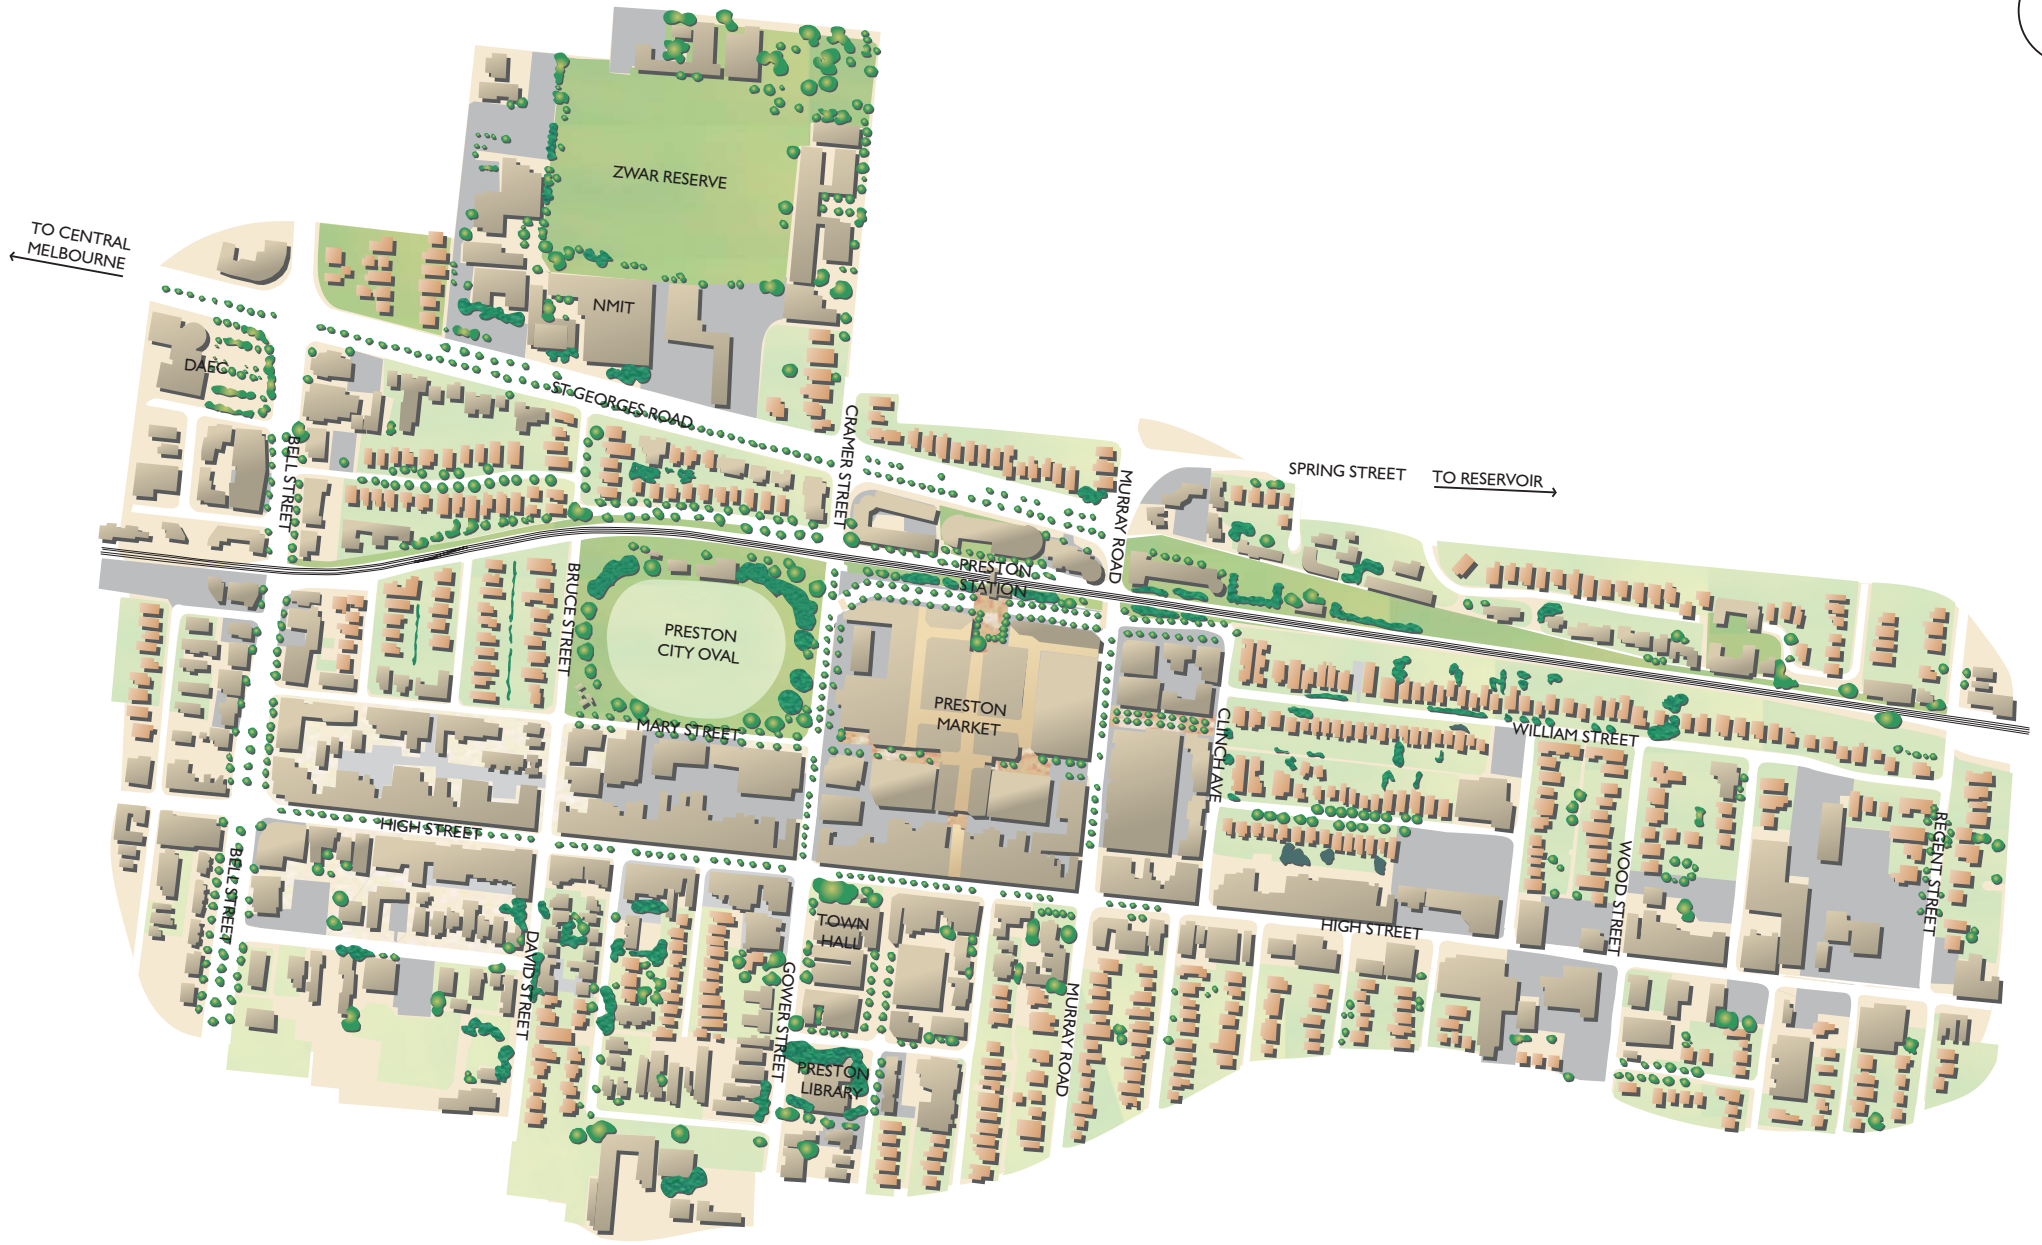 ZWAR RESERVE
TO CENTRAL
MELBOURNE
NMIT
DAEC
ST GEORGES ROAD
CRAMER STREET
BELL STREET
MURRAY ROAD
SPRING STREET
TO RESERVOIR
PRESTON
STATION
BRUCE STREET
PRESTON
CITY OVAL
PRESTON
MARKET
MARY STREET
CLINCH AVE
WILLIAM STREET
HIGH STREET
BELL STREET
WOOD STREET
REGENT STREET
TOWN
HALL
HIGH STREET
DAVID STREET
GOWER STREET
MURRAY ROAD
PRESTON
LIBRARY